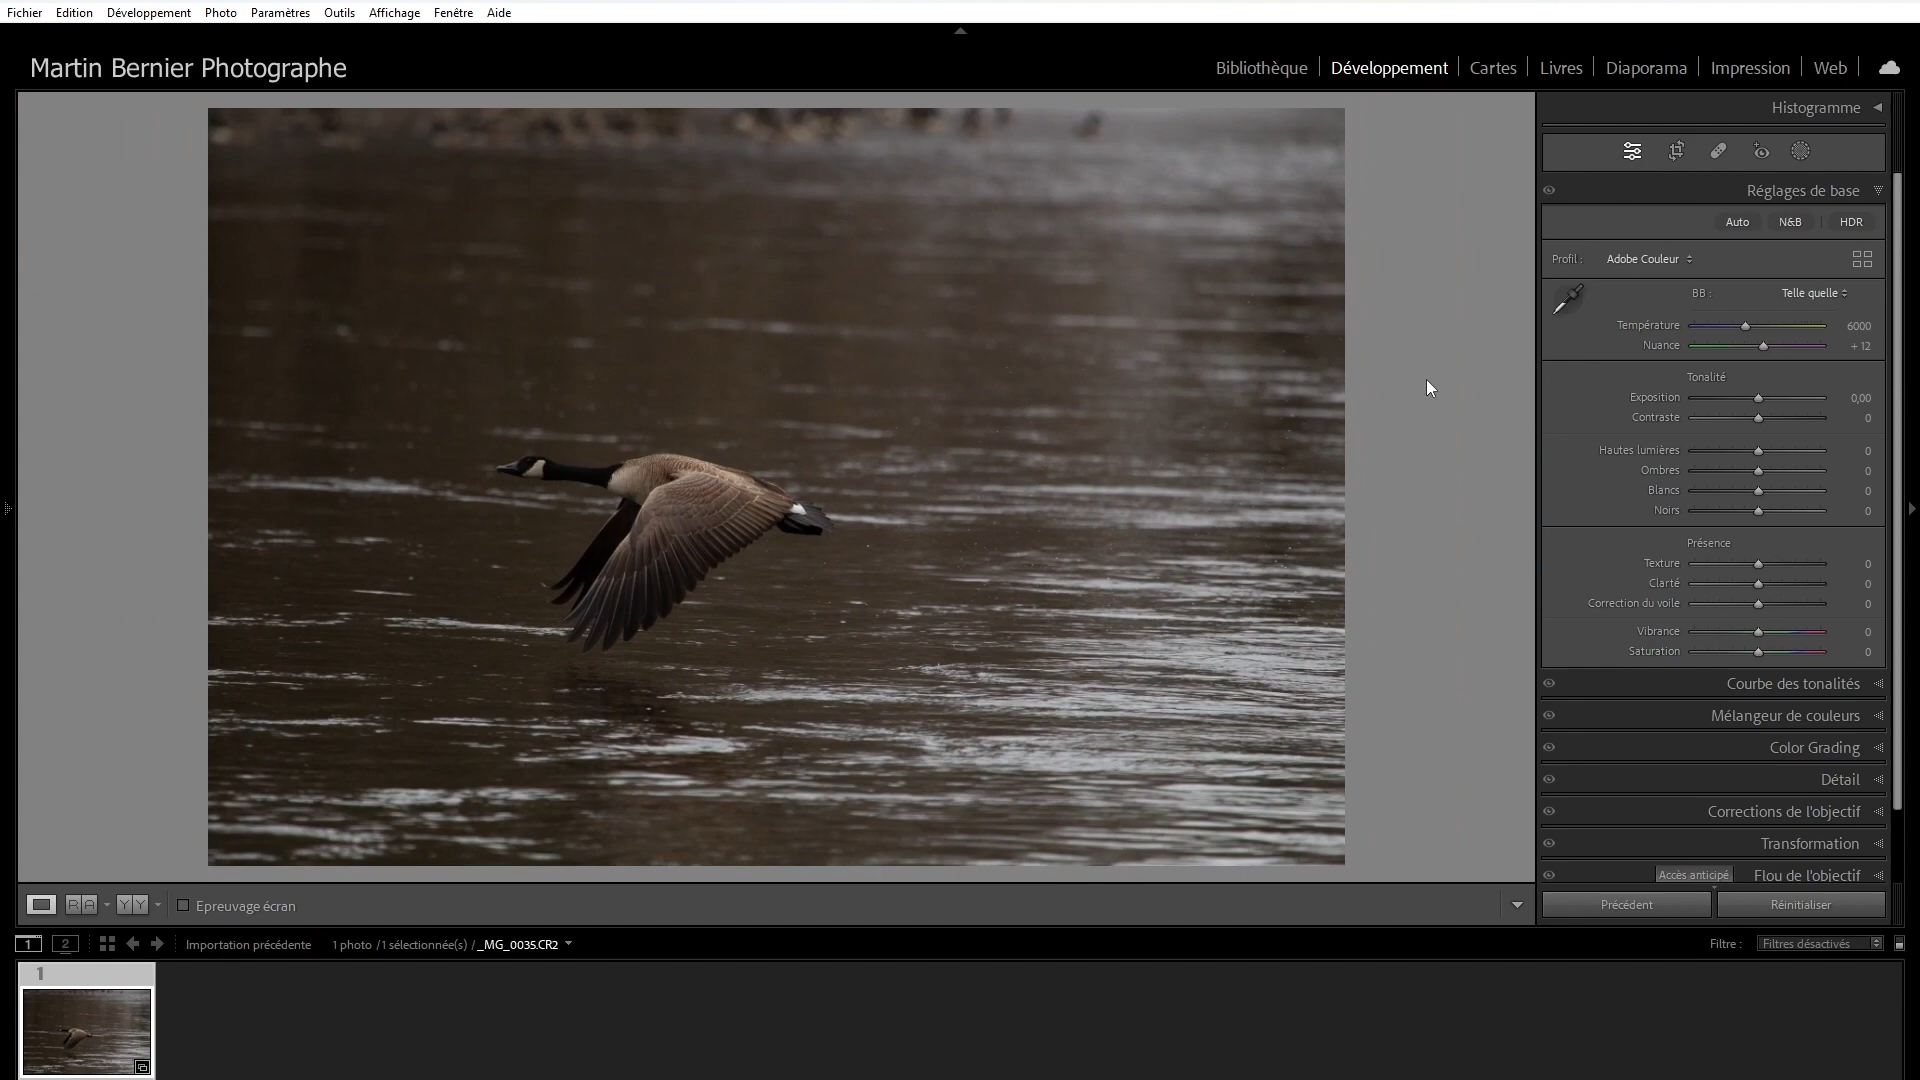 Fichier Edition Développement Photo Paramètres Outils Affichage Fenêtre Aide
Martin Bernier Photographe
Bibliothèque Développement Cartes Livres Diaporama Impression Web
Histogramme
Réglages de base
Auto N&B HDR
Profil : Adobe Couleur
BB : Telle quelle
Température 6000
Nuance + 12
Tonalité
Exposition 0,00
Contraste 0
Hautes lumières 0
Ombres 0
Blancs 0
Noirs 0
Présence
Texture 0
Clarté 0
Correction du voile 0
Vibrance 0
Saturation 0
Courbe des tonalités
Mélangeur de couleurs
Color Grading
Détail
Corrections de l'objectif
Transformation
Accès anticipé Flou de l'objectif
R A Y Y Epreuvage écran
Précédent Réinitialiser
1 2 Importation précédente 1 photo /1 sélectionnée(s) /_MG_0035.CR2
Filtre : Filtres désactivés
1